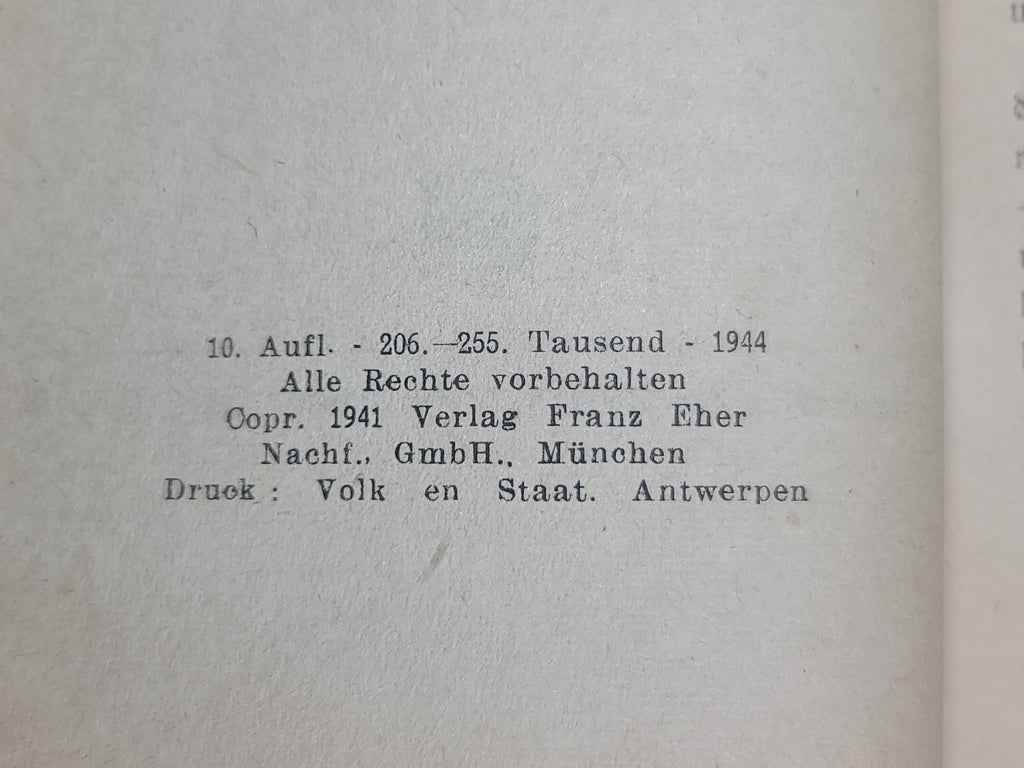 10. Aufl. - 206.—255. Tausend - 1944
Alle Rechte vorbehalten
Copr. 1941 Verlag Franz Eher
Nachf., GmbH., München
Druck : Volk en Staat. Antwerpen